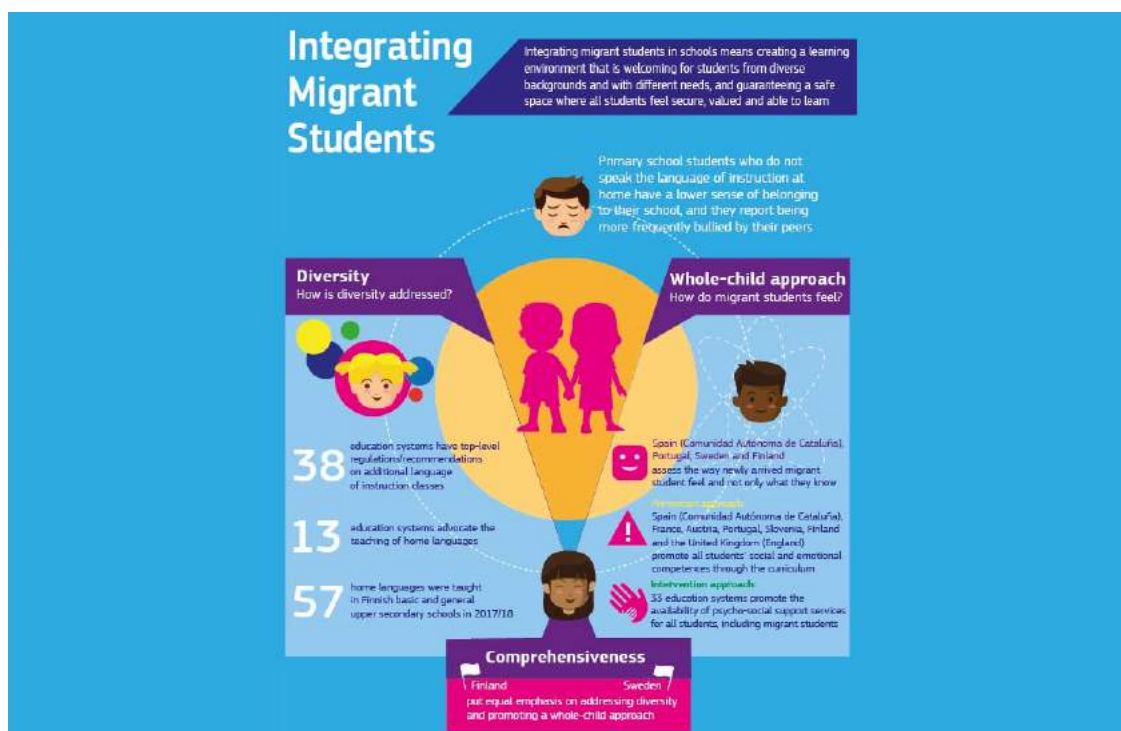 Integrating
Migrant
Students
Integrating migrant students in schools means creating a learning
environment that is welcoming for students from diverse
backgrounds and with different needs, and guaranteeing a safe
space where all students feel secure, valued and able to learn
Primary school students who do not
speak the language of instruction at
home have a lower sense of belonging
to their school, and they report being
more frequently bullied by their peers
Diversity
How is diversity addressed?
38
education systems have top-level
regulations/recommendations
on additional language
of instruction classes
13
education systems advocate the
teaching of home languages
57
home languages were taught
in Finnish basic and general
upper secondary schools in 2017/18
Whole-child approach
How do migrant students feel?
Spain (Comunidad Autónoma de Cataluña),
Portugal, Sweden and Finland
assess the way newly arrived migrant
student feel and not only what they know
Prevention approach:
Spain (Comunidad Autónoma de Cataluña),
France, Austria, Portugal, Slovenia, Finland
and the United Kingdom (England)
promote all students' social and emotional
competences through the curriculum
Intervention approach:
33 education systems promote the
availability of psycho-social support services
for all students, including migrant students
Comprehensiveness
Finland Sweden
put equal emphasis on addressing diversity
and promoting a whole-child approach